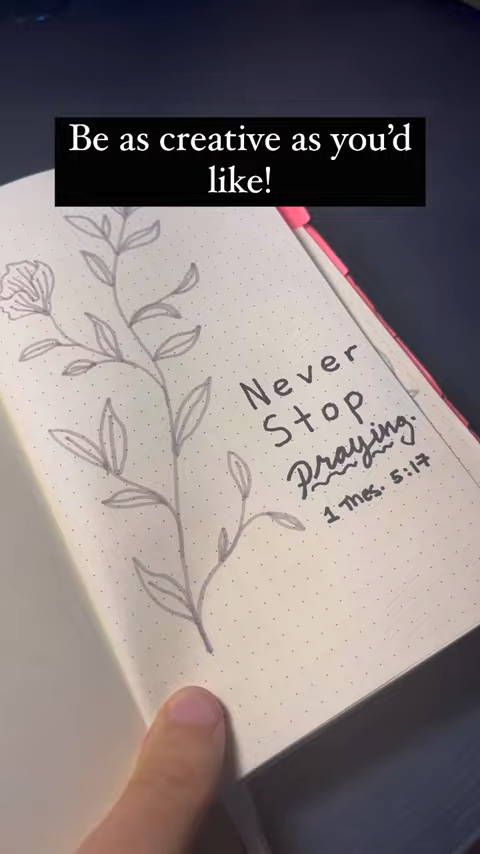 Be as creative as you’d
like!
Never
Stop
praying.
1 Thes. 5:17